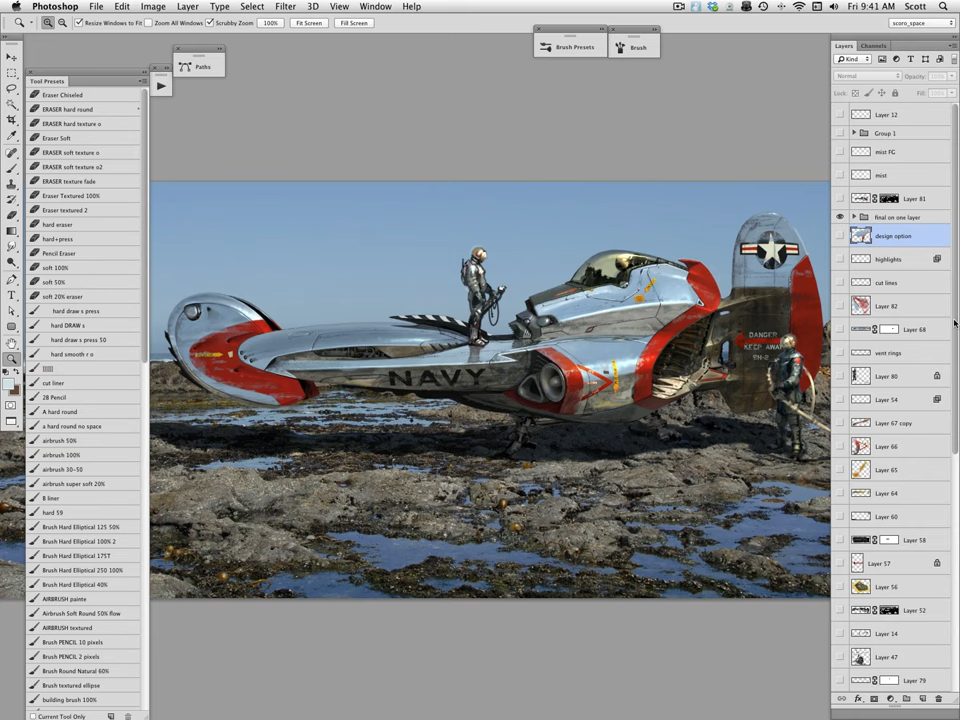 Photoshop File Edit Image Layer Type Select Filter 3D View Window Help Fri 9:41 AM Scott
Resize Windows to Fit Zoom All Windows Scrubby Zoom 100% Fit Screen Fill Screen scoro_space
Paths
Brush Presets
Brush
Tool Presets
Eraser Chiseled
ERASER hard round
ERASER hard texture o
Eraser Soft
ERASER soft texture o
ERASER soft texture o2
ERASER texture fade
Eraser Textured 100%
Eraser textured 2
hard eraser
hard+press
Pencil Eraser
soft 100%
soft 50%
soft 20% eraser
hard draw s press
hard DRAW s
hard draw s press 50
hard smooth r o
cut liner
2B Pencil
A hard round
a hard round no space
airbrush 50%
airbrush 100%
airbrush 30-50
airbrush super soft 20%
B liner
hard 59
Brush Hard Elliptical 125 50%
Brush Hard Elliptical 100% 2
Brush Hard Elliptical 175T
Brush Hard Elliptical 250 100%
Brush Hard Elliptical 40%
AIRBRUSH painte
Airbrush Soft Round 50% flow
AIRBRUSH textured
Brush PENCIL 10 pixels
Brush PENCIL 2 pixels
Brush Round Natural 60%
Brush textured ellipse
building brush 100%
Current Tool Only
NAVY
DANGER
KEEP AWAY
Layers Channels
Kind
Normal Opacity:
Lock: Fill:
Layer 12
Group 1
mist FG
mist
Layer 81
final on one layer
design option
highlights
cut lines
Layer 82
Layer 68
vent rings
Layer 80
Layer 54
Layer 67 copy
Layer 66
Layer 65
Layer 64
Layer 60
Layer 58
Layer 57
Layer 56
Layer 52
Layer 14
Layer 47
Layer 79